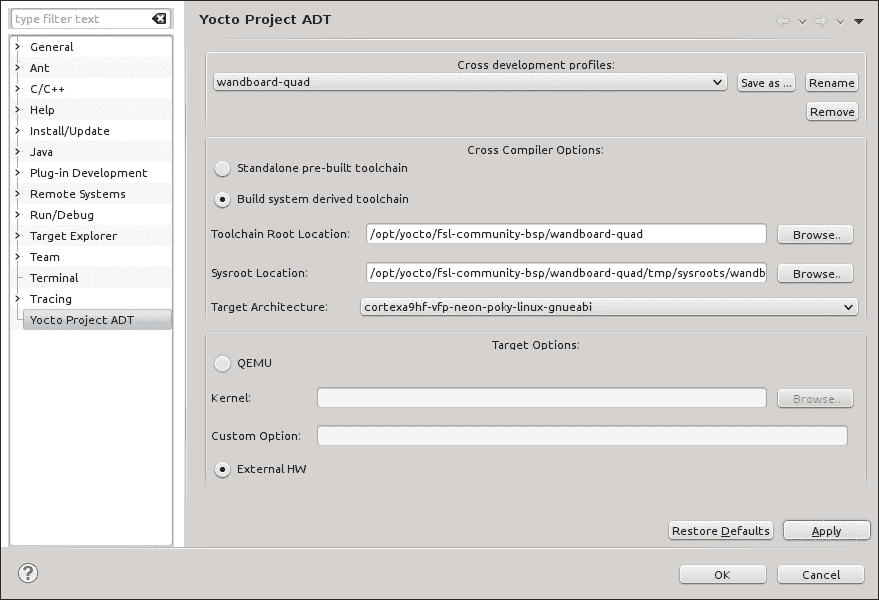 type filter text
General
Ant
C/C++
Help
Install/Update
Java
Plug-in Development
Remote Systems
Run/Debug
Target Explorer
Team
Terminal
Tracing
Yocto Project ADT
Yocto Project ADT
Cross development profiles:
wandboard-quad
Save as ...
Rename
Remove
Cross Compiler Options:
Standalone pre-built toolchain
Build system derived toolchain
Toolchain Root Location: /opt/yocto/fsl-community-bsp/wandboard-quad Browse..
Sysroot Location: /opt/yocto/fsl-community-bsp/wandboard-quad/tmp/sysroots/wandb Browse..
Target Architecture: cortexa9hf-vfp-neon-poky-linux-gnueabi
Target Options:
QEMU
Kernel: Browse..
Custom Option:
External HW
Restore Defaults Apply
? OK Cancel